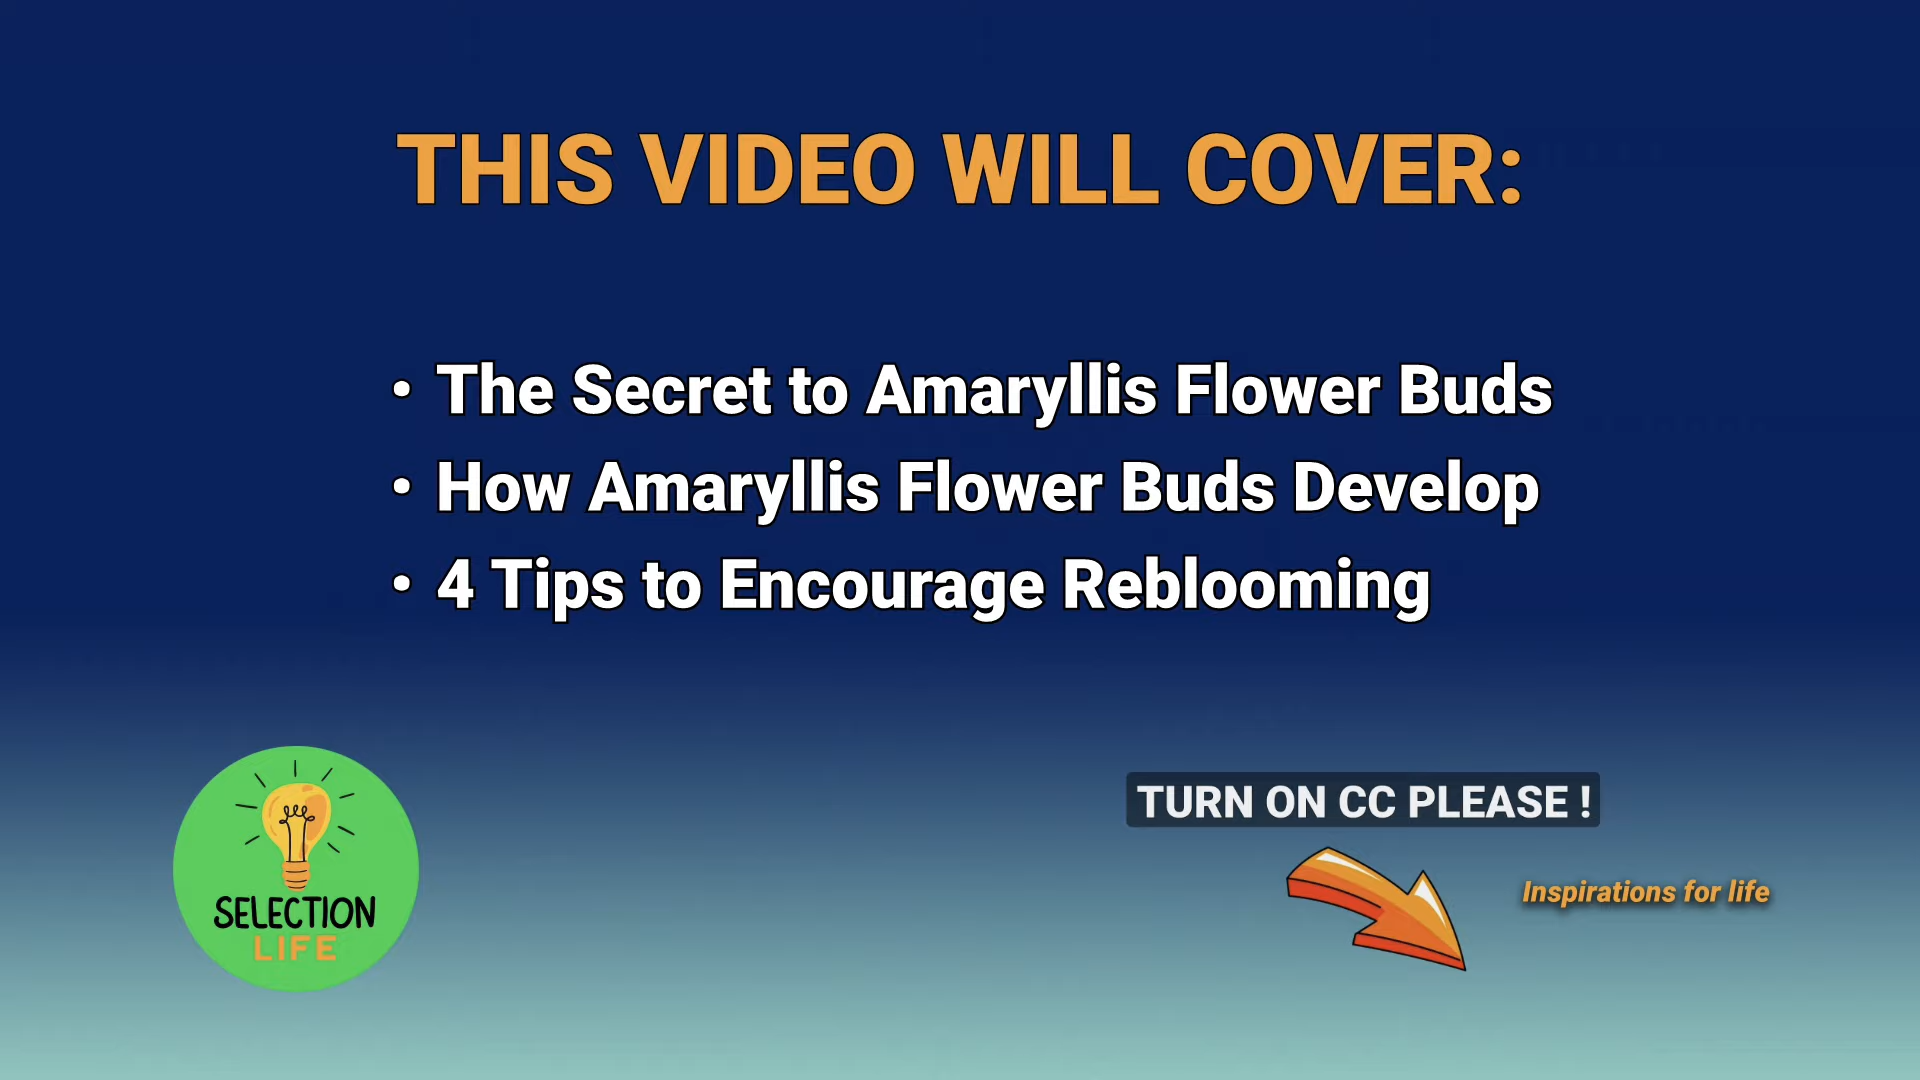 THIS VIDEO WILL COVER:
• The Secret to Amaryllis Flower Buds
• How Amaryllis Flower Buds Develop
• 4 Tips to Encourage Reblooming
TURN ON CC PLEASE !
Inspirations for life
SELECTION
LIFE